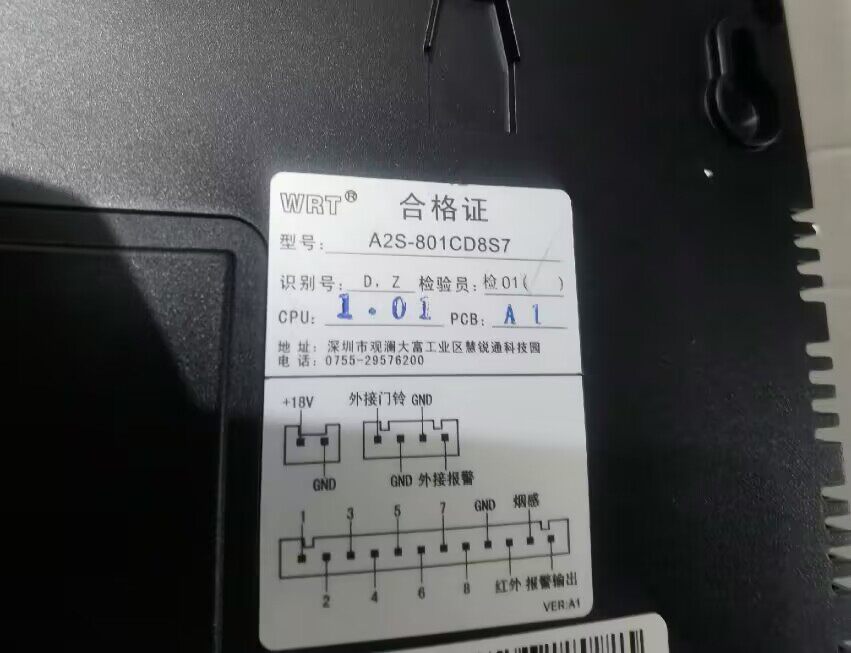 WRT® 合格证
型号: A2S-801CD8S7
识别号: D, Z 检验员: 检01( )
CPU: 1.01 PCB: A1
地 址: 深圳市观澜大富工业区慧锐通科技园
电 话: 0755-29576200
+18V 外接门铃 GND
GND GND 外接报警
1 3 5 7 GND 烟感
2 4 6 8 红外 报警输出
VER:A1